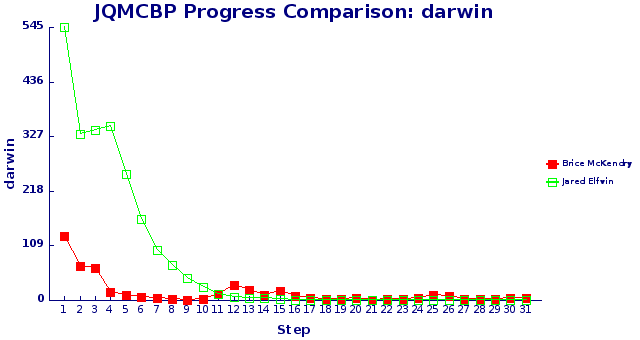 JQMCBP Progress Comparison: darwin
545
436
327
218
109
0
darwin
1 2 3 4 5 6 7 8 9 10 11 12 13 14 15 16 17 18 19 20 21 22 23 24 25 26 27 28 29 30 31
Step
Brice McKendry
Jared Elfwin